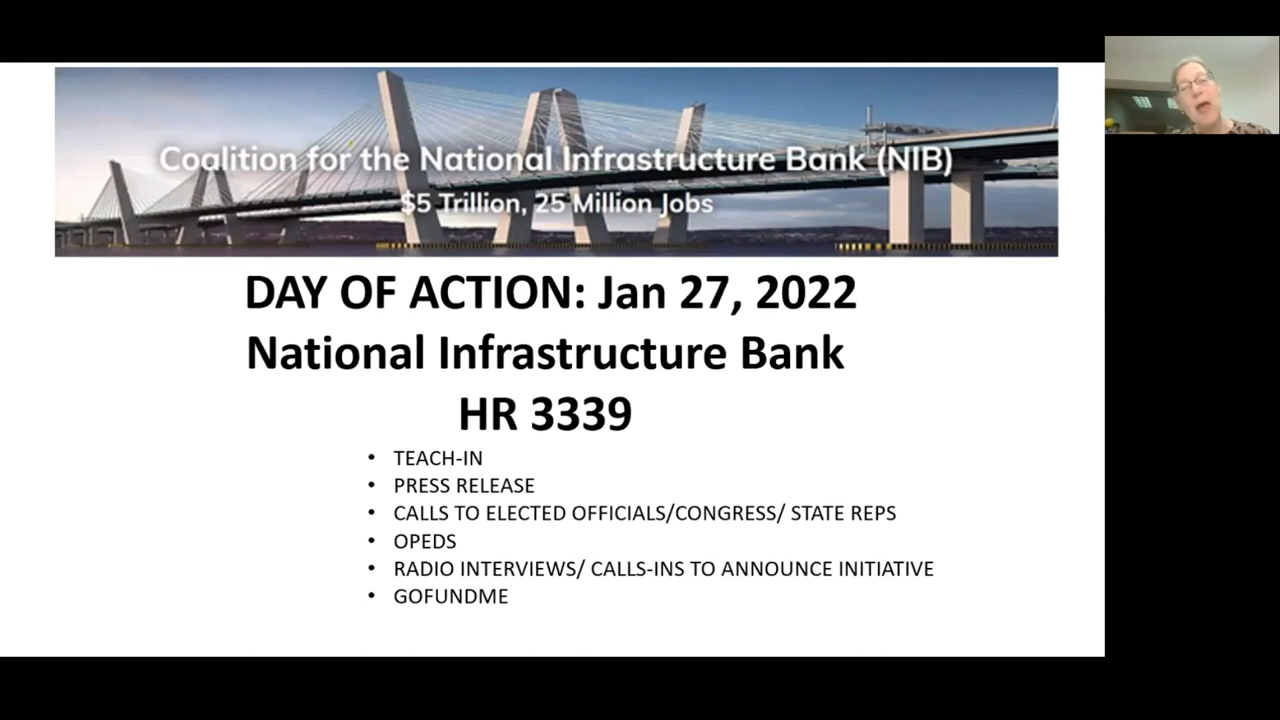 Coalition for the National Infrastructure Bank (NIB)
$5 Trillion, 25 Million Jobs
DAY OF ACTION: Jan 27, 2022
National Infrastructure Bank
HR 3339
• TEACH-IN
• PRESS RELEASE
• CALLS TO ELECTED OFFICIALS/CONGRESS/ STATE REPS
• OPEDS
• RADIO INTERVIEWS/ CALLS-INS TO ANNOUNCE INITIATIVE
• GOFUNDME